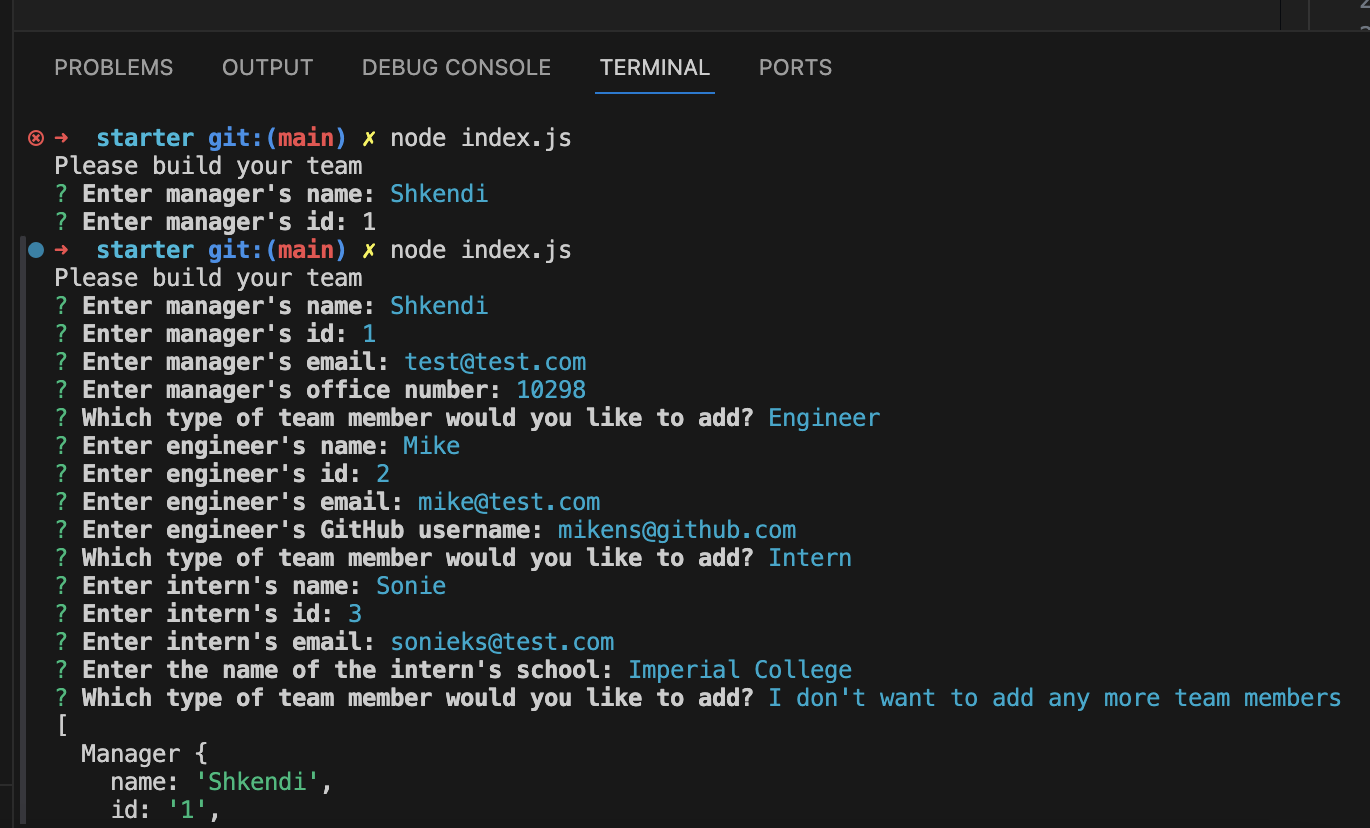 PROBLEMS OUTPUT DEBUG CONSOLE TERMINAL PORTS
➜ starter git:(main) ✗ node index.js
Please build your team
? Enter manager's name: Shkendi
? Enter manager's id: 1
➜ starter git:(main) ✗ node index.js
Please build your team
? Enter manager's name: Shkendi
? Enter manager's id: 1
? Enter manager's email: test@test.com
? Enter manager's office number: 10298
? Which type of team member would you like to add? Engineer
? Enter engineer's name: Mike
? Enter engineer's id: 2
? Enter engineer's email: mike@test.com
? Enter engineer's GitHub username: mikens@github.com
? Which type of team member would you like to add? Intern
? Enter intern's name: Sonie
? Enter intern's id: 3
? Enter intern's email: sonieks@test.com
? Enter the name of the intern's school: Imperial College
? Which type of team member would you like to add? I don't want to add any more team members
[
  Manager {
    name: 'Shkendi',
    id: '1',